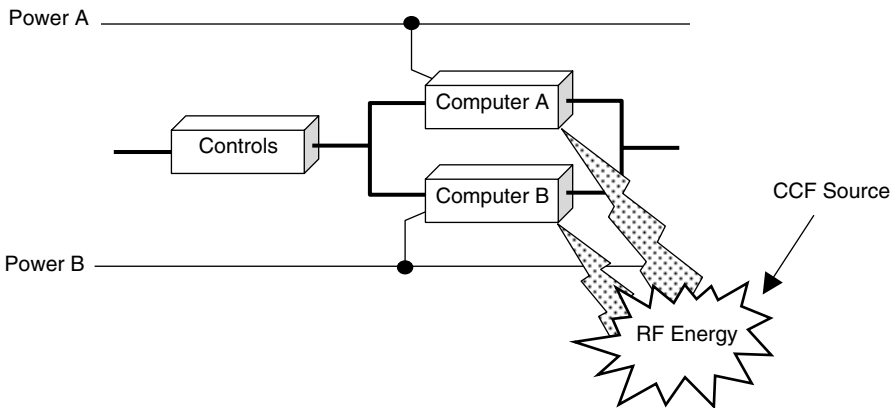 Power A
Computer A
Controls
Computer B
CCF Source
Power B
RF Energy